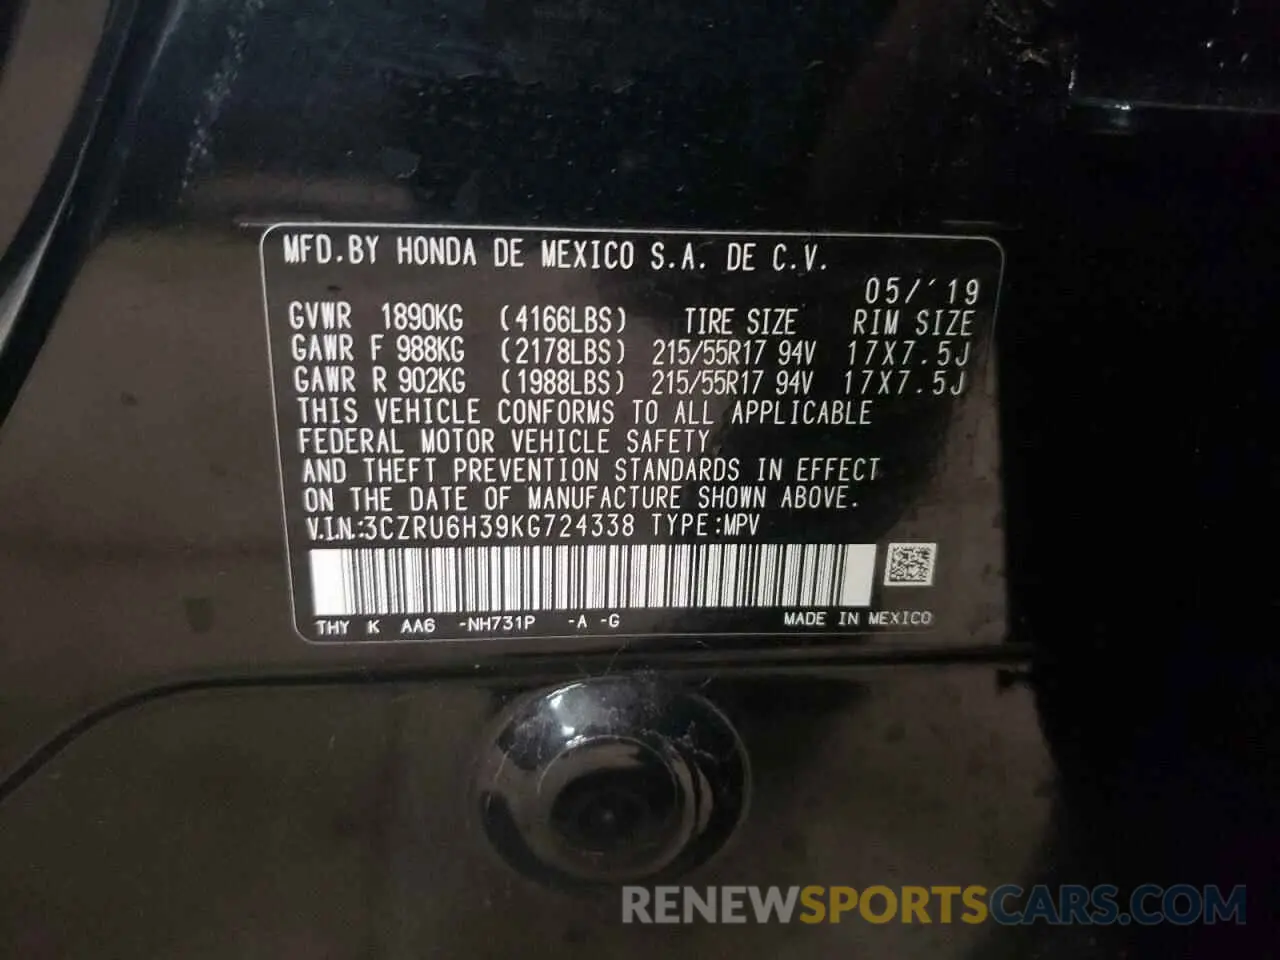 MFD.BY HONDA DE MEXICO S.A. DE C.V.
05/´19
GVWR 1890KG (4166LBS) TIRE SIZE RIM SIZE
GAWR F 988KG (2178LBS) 215/55R17 94V 17X7.5J
GAWR R 902KG (1988LBS) 215/55R17 94V 17X7.5J
THIS VEHICLE CONFORMS TO ALL APPLICABLE
FEDERAL MOTOR VEHICLE SAFETY
AND THEFT PREVENTION STANDARDS IN EFFECT
ON THE DATE OF MANUFACTURE SHOWN ABOVE.
V.I.N.:3CZRU6H39KG724338 TYPE:MPV
THY K AA6 -NH731P -A -G MADE IN MEXICO
RENEWSPORTSCARS.COM